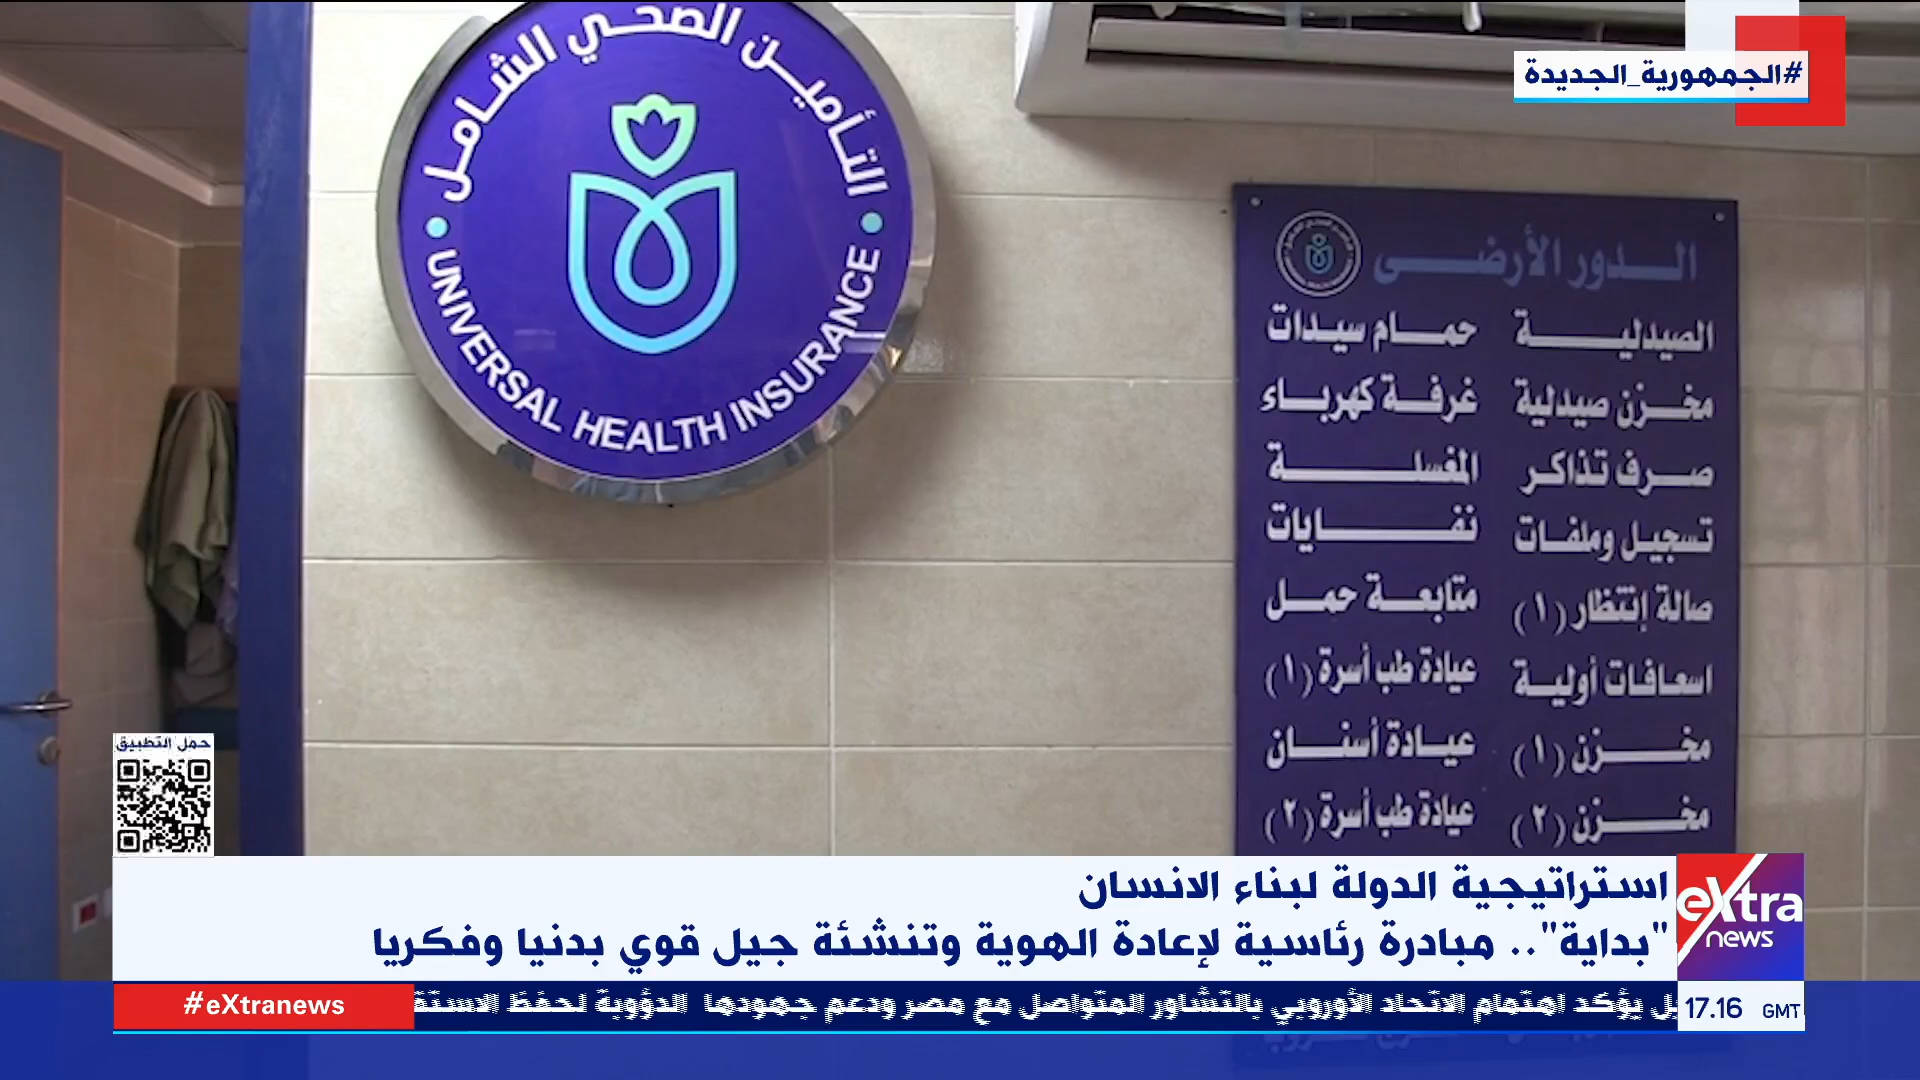 #الجمهورية_الجديدة
التأمين الصحي الشامل
UNIVERSAL HEALTH INSURANCE
الدور الأرضى
الصيدلية
مخزن صيدلية
صرف تذاكر
تسجيل وملفات
صالة إنتظار (١)
اسعافات أولية
مخزن (١)
مخزن (٢)
حمام سيدات
غرفة كهرباء
المغسلة
نفايات
متابعة حمل
عيادة طب أسرة (١)
عيادة أسنان
عيادة طب أسرة (٢)
حمل التطبيق
استراتيجية الدولة لبناء الانسان
"بداية".. مبادرة رئاسية لإعادة الهوية وتنشئة جيل قوي بدنيا وفكريا
eXtra
news
#eXtranews
يؤكد اهتمام الاتحاد الأوروبي بالتشاور المتواصل مع مصر ودعم جهودها الدؤوبة لحفظ
17.16 GMT